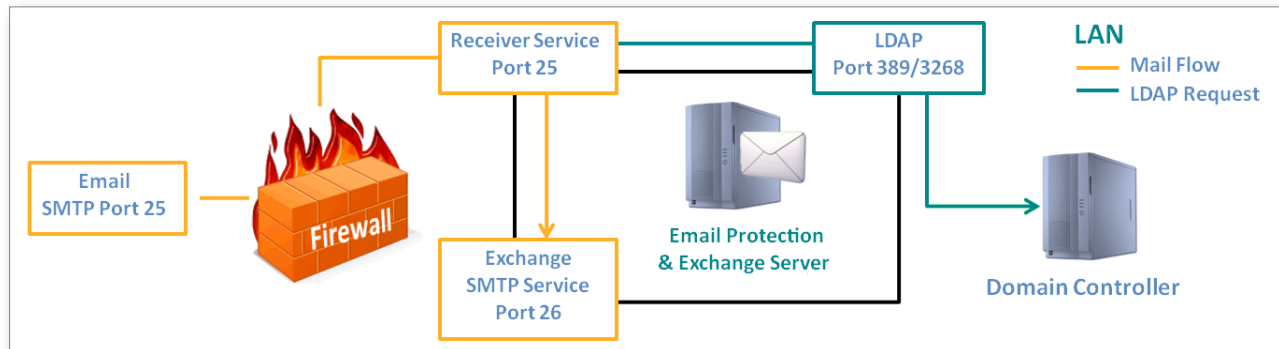 Email
SMTP Port 25
Firewall
Receiver Service
Port 25
Exchange
SMTP Service
Port 26
LDAP
Port 389/3268
Email Protection
& Exchange Server
LAN
Mail Flow
LDAP Request
Domain Controller